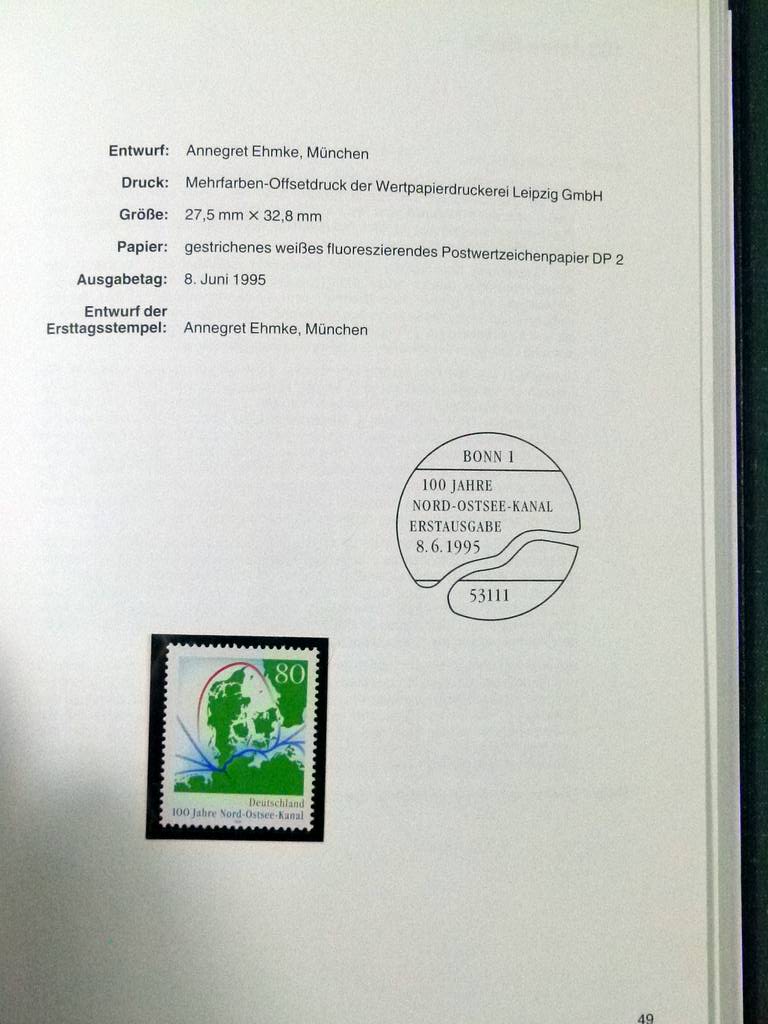 Entwurf: Annegret Ehmke, München
Druck: Mehrfarben-Offsetdruck der Wertpapierdruckerei Leipzig GmbH
Größe: 27,5 mm × 32,8 mm
Papier: gestrichenes weißes fluoreszierendes Postwertzeichenpapier DP 2
Ausgabetag: 8. Juni 1995
Entwurf der
Ersttagsstempel: Annegret Ehmke, München
BONN 1
100 JAHRE
NORD-OSTSEE-KANAL
ERSTAUSGABE
8.6.1995
53111
80
Deutschland
100 Jahre Nord-Ostsee-Kanal
49